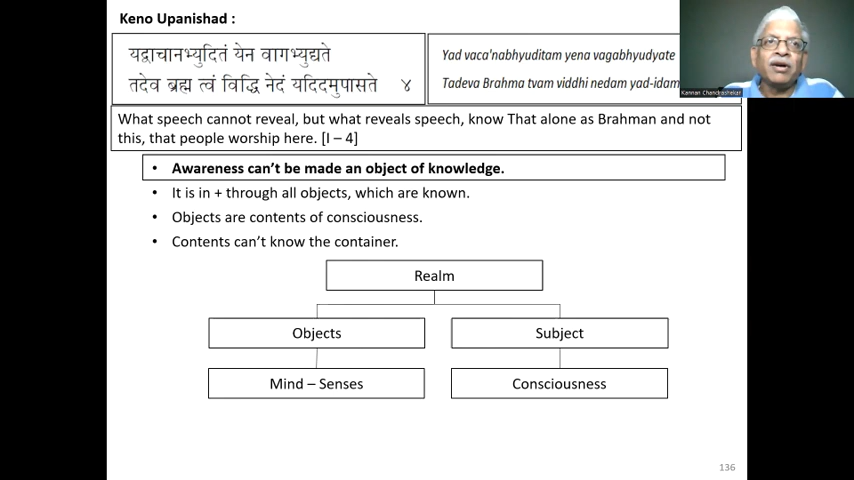 Keno Upanishad :
यद्वाचानभ्युदितं येन वागभ्युद्यते
तदेव ब्रह्म त्वं विद्धि नेदं यदिदमुपासते ४
Yad vaca'nabhyuditam yena vagabhyudyate
Tadeva Brahma tvam viddhi nedam yad-idam
Kannan Chandrashekar
What speech cannot reveal, but what reveals speech, know That alone as Brahman and not
this, that people worship here. [I – 4]
• Awareness can't be made an object of knowledge.
• It is in + through all objects, which are known.
• Objects are contents of consciousness.
• Contents can't know the container.
Realm
Objects Subject
Mind – Senses Consciousness
136